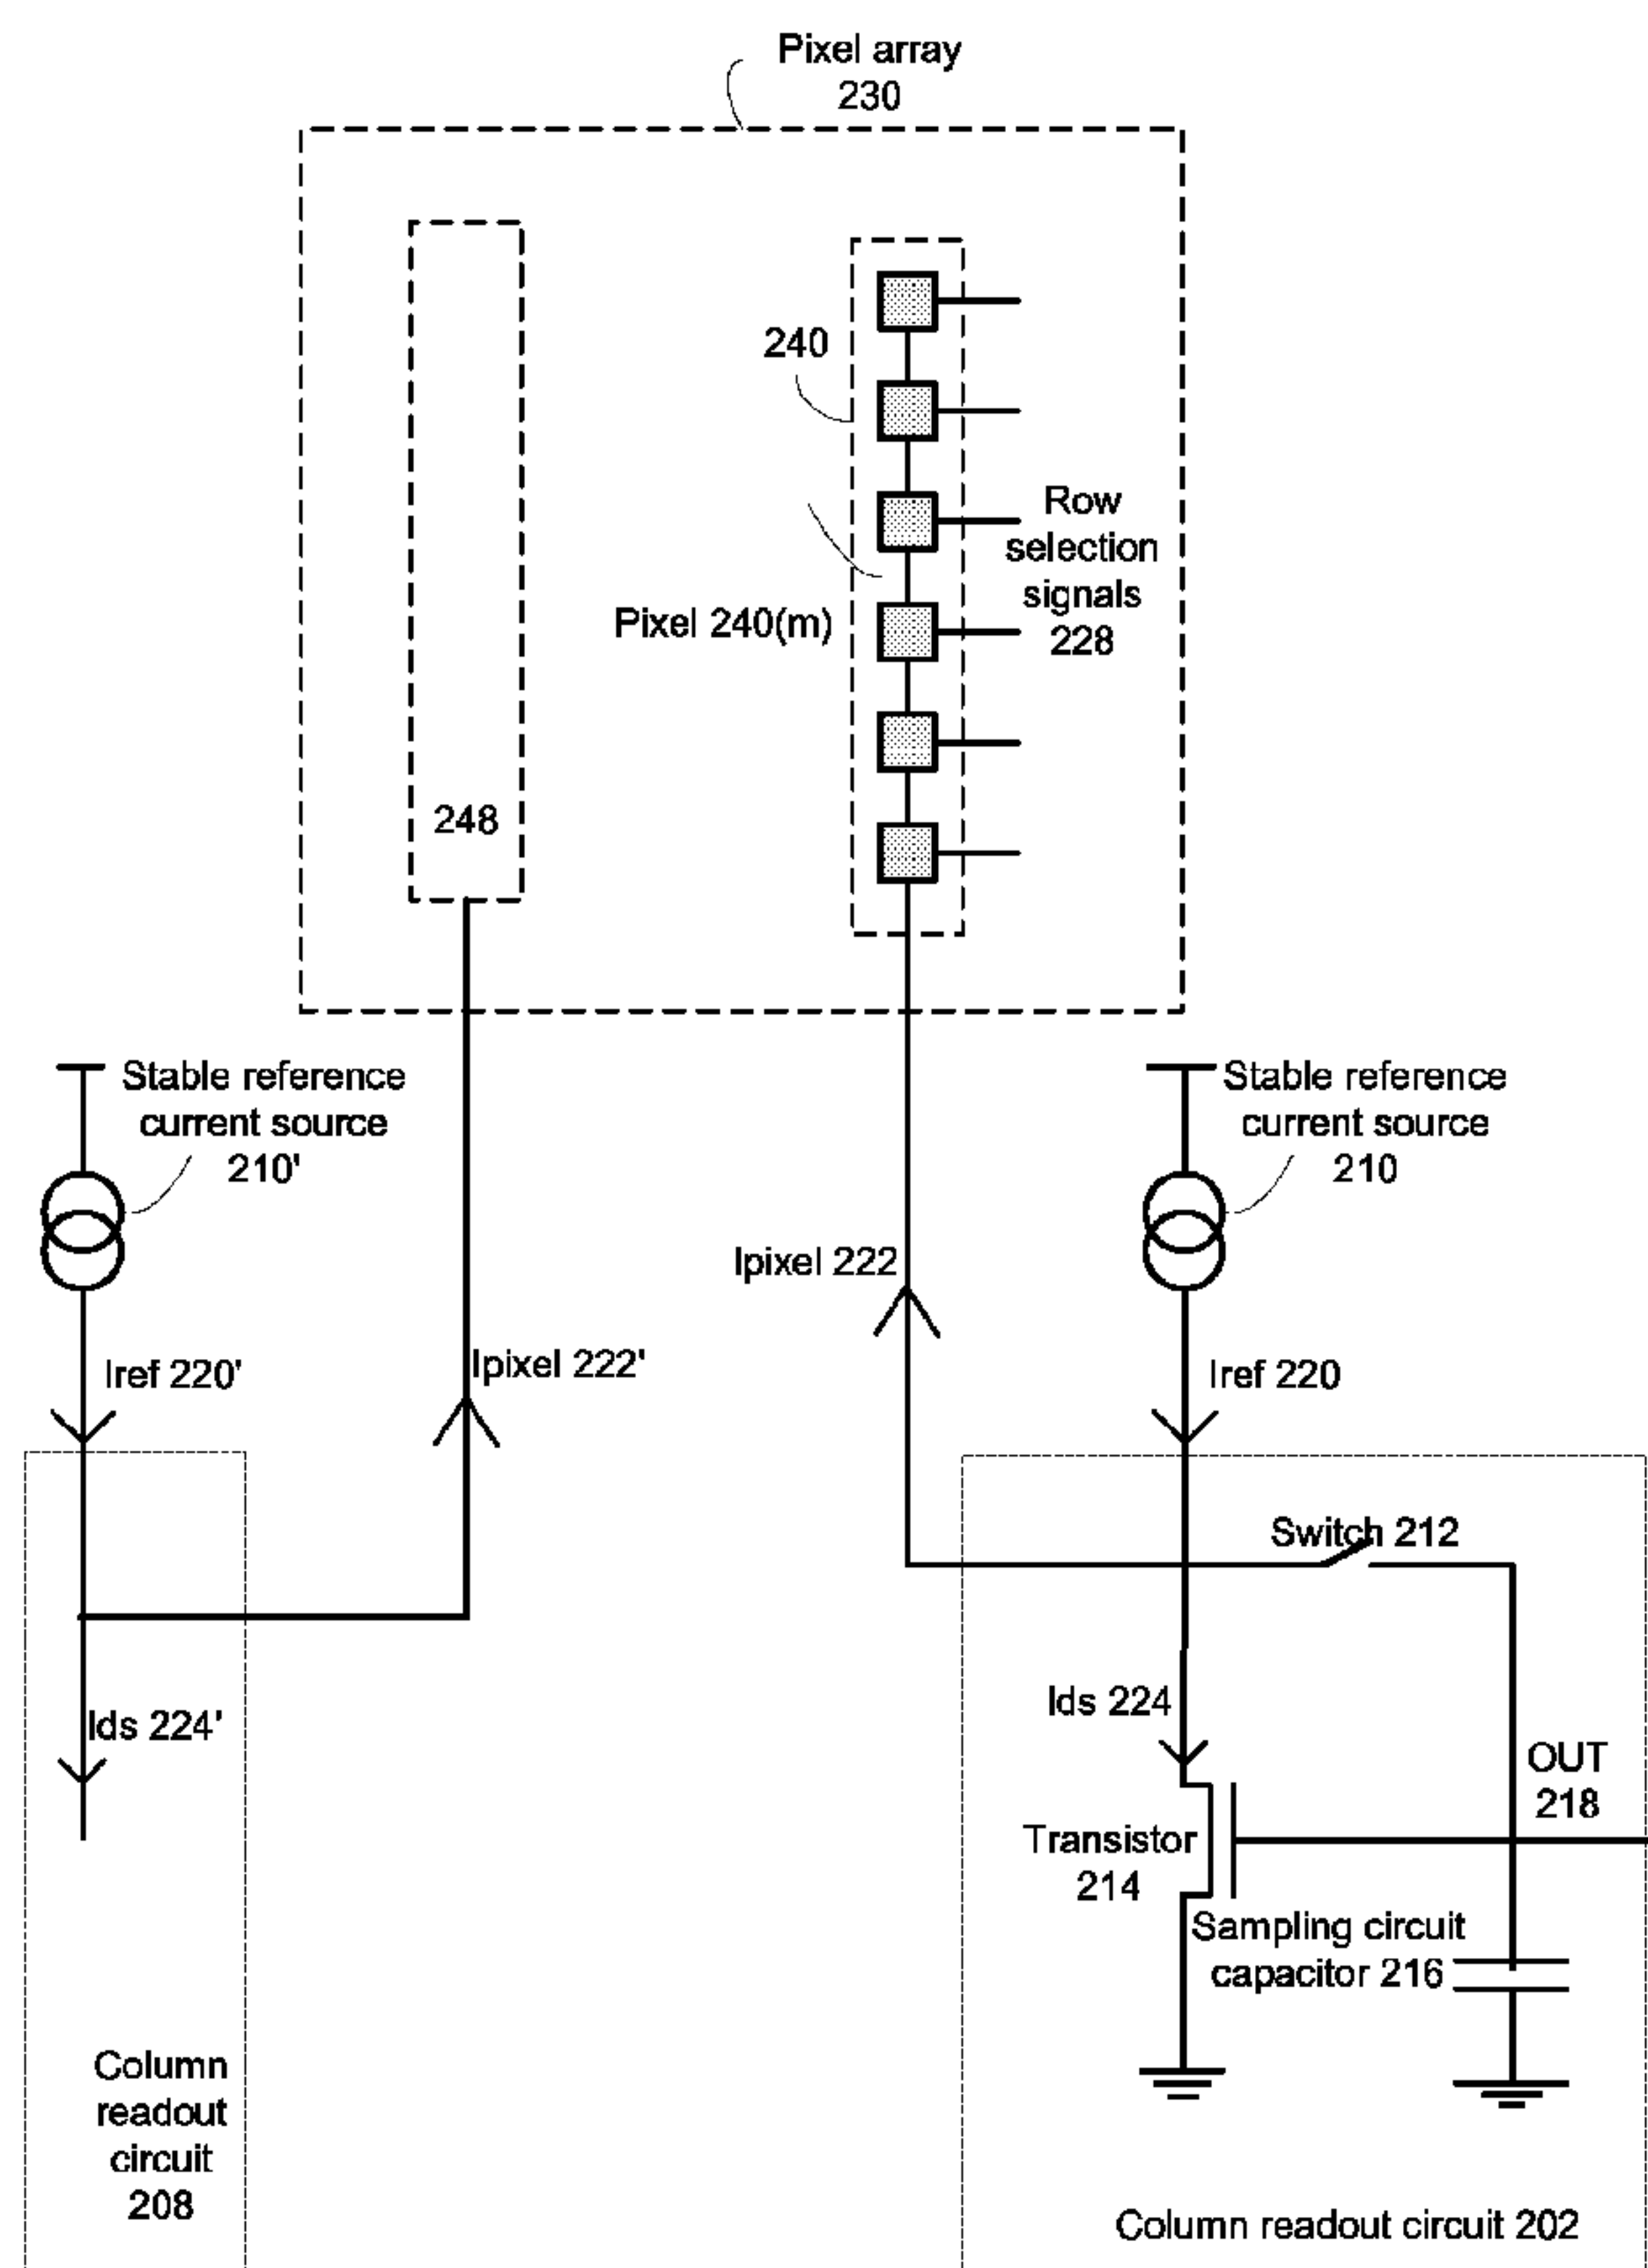 Pixel array
230
240
Row
selection
signals
228
Pixel 240(m)
248
Stable reference
current source
210'
Stable reference
current source
210
Ipixel 222
Iref 220'
Ipixel 222'
Iref 220
Switch 212
Ids 224'
Ids 224
OUT
218
Transistor
214
Sampling circuit
capacitor 216
Column
readout
circuit
208
Column readout circuit 202